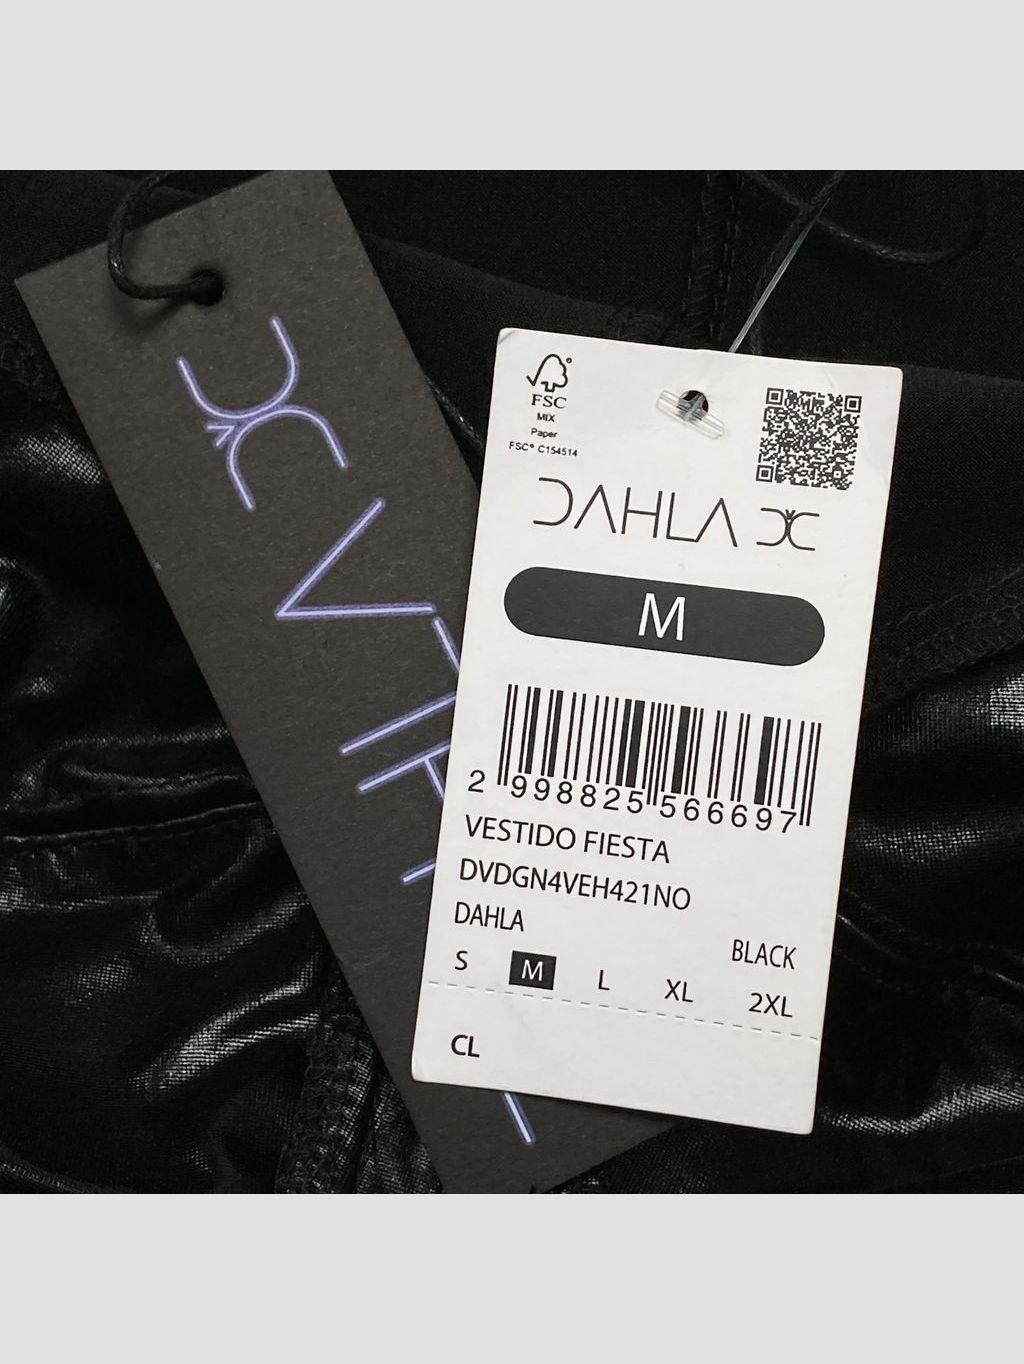 FSC®
MIX
Paper
FSC® C154514
DAHLA
M
2 998825 566697
VESTIDO FIESTA
DVDGN4VEH421NO
DAHLA
BLACK
S M L XL 2XL
CL